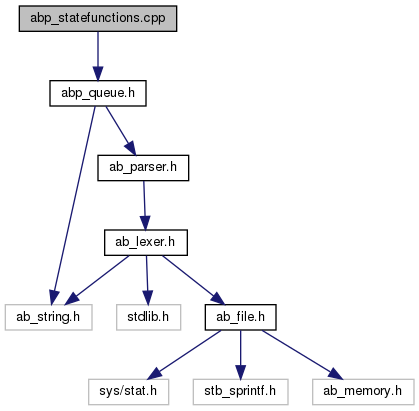 abp_statefunctions.cpp
abp_queue.h
ab_parser.h
ab_lexer.h
ab_string.h
stdlib.h
ab_file.h
sys/stat.h
stb_sprintf.h
ab_memory.h